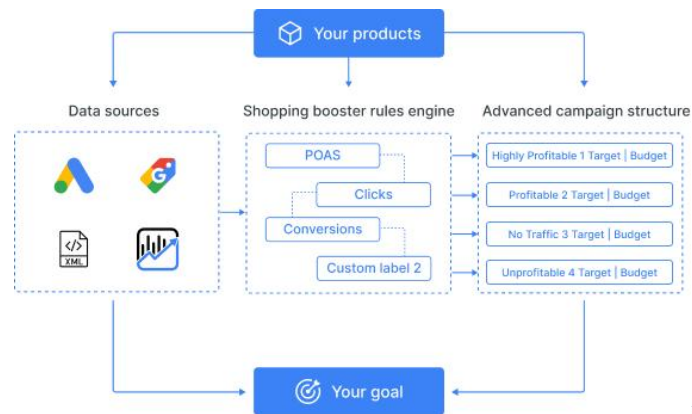 Your products
Data sources
Shopping booster rules engine
Advanced campaign structure
G
</>
XML
POAS
Clicks
Conversions
Custom label 2
Highly Profitable 1 Target | Budget
Profitable 2 Target | Budget
No Traffic 3 Target | Budget
Unprofitable 4 Target | Budget
Your goal